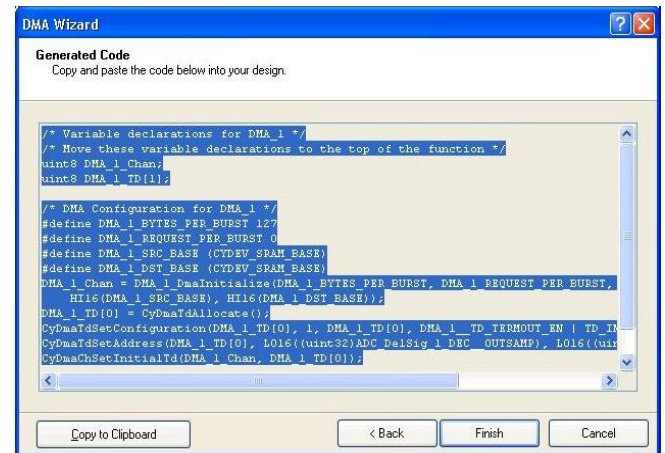 DMA Wizard
Generated Code
Copy and paste the code below into your design.
/* Variable declarations for DMA_1 */
/* Move these variable declarations to the top of the function */
uint8 DMA_1_Chan;
uint8 DMA_1_TD[1];
/* DMA Configuration for DMA_1 */
#define DMA_1_BYTES_PER_BURST 127
#define DMA_1_REQUEST_PER_BURST 0
#define DMA_1_SRC_BASE (CYDEV_SRAM_BASE)
#define DMA_1_DST_BASE (CYDEV_SRAM_BASE)
DMA_1_Chan = DMA_1_DmaInitialize(DMA_1_BYTES_PER_BURST, DMA_1_REQUEST_PER_BURST,
HI16(DMA_1_SRC_BASE), HI16(DMA_1_DST_BASE));
DMA_1_TD[0] = CyDmaTdAllocate();
CyDmaTdSetConfiguration(DMA_1_TD[0], 1, DMA_1_TD[0], DMA_1__TD_TERMOUT_EN | TD_IN
CyDmaTdSetAddress(DMA_1_TD[0], LO16((uint32)ADC_DelSig_1_DEC__OUTSAMP), LO16((uin
CyDmaChSetInitialTd(DMA_1_Chan, DMA_1_TD[0]);
Copy to Clipboard
< Back
Finish
Cancel